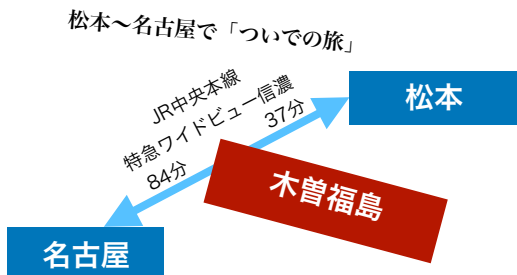 松本〜名古屋で「ついでの旅」
JR中央本線
特急ワイドビュー信濃
84分
37分
松本
木曽福島
名古屋